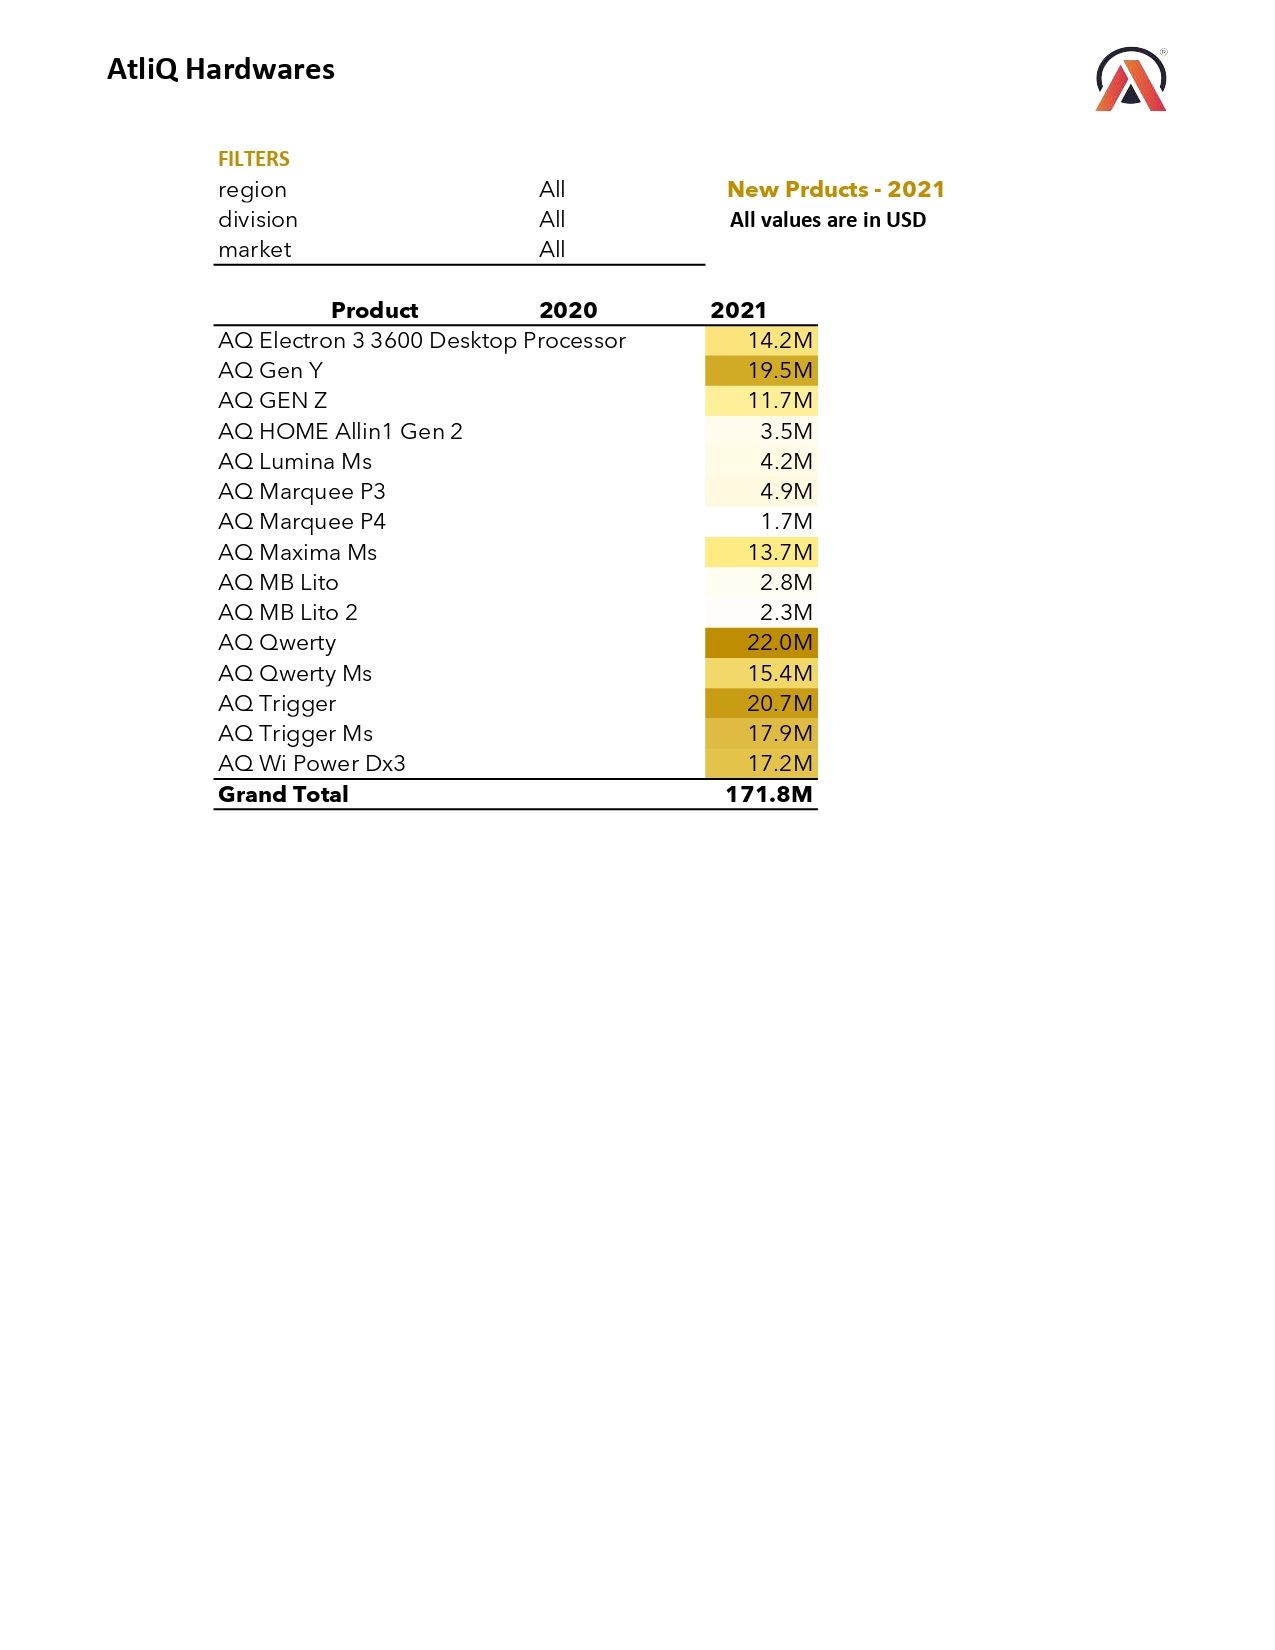 AtliQ Hardwares
®
FILTERS
region All New Prducts - 2021
division All All values are in USD
market All
Product 2020 2021
AQ Electron 3 3600 Desktop Processor 14.2M
AQ Gen Y 19.5M
AQ GEN Z 11.7M
AQ HOME Allin1 Gen 2 3.5M
AQ Lumina Ms 4.2M
AQ Marquee P3 4.9M
AQ Marquee P4 1.7M
AQ Maxima Ms 13.7M
AQ MB Lito 2.8M
AQ MB Lito 2 2.3M
AQ Qwerty 22.0M
AQ Qwerty Ms 15.4M
AQ Trigger 20.7M
AQ Trigger Ms 17.9M
AQ Wi Power Dx3 17.2M
Grand Total 171.8M